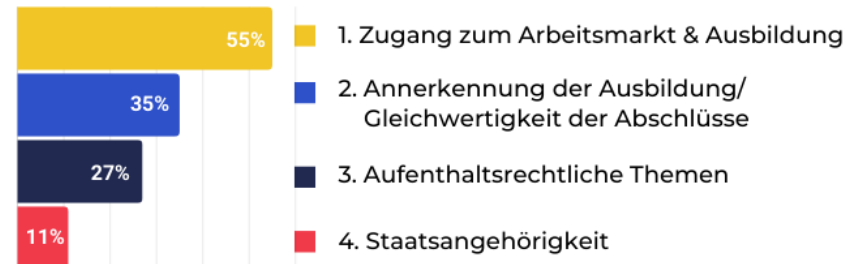 55% 1. Zugang zum Arbeitsmarkt & Ausbildung
35% 2. Annerkennung der Ausbildung/
Gleichwertigkeit der Abschlüsse
27% 3. Aufenthaltsrechtliche Themen
11% 4. Staatsangehörigkeit